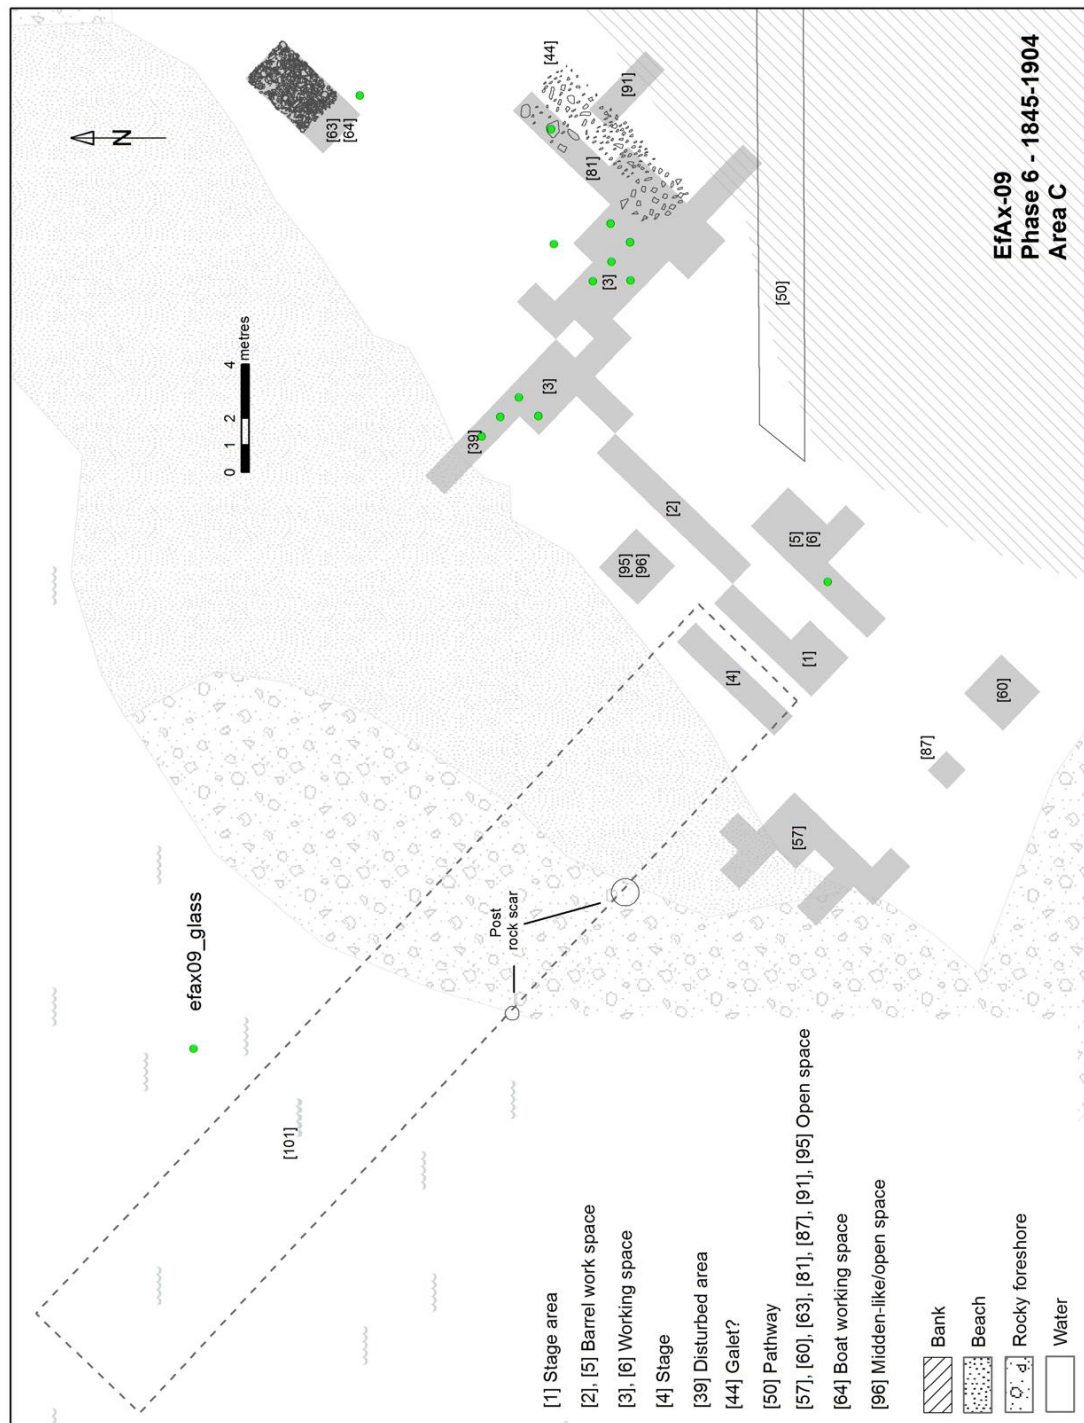 EfAx-09
Phase 6 - 1845-1904
Area C
N
0 1 2 4
metres
efax09_glass
Post
rock scar
[101]
[63]
[64]
[44]
[91]
[81]
[3]
[3]
[39]
[50]
[2]
[95]
[96]
[5]
[6]
[4]
[1]
[60]
[87]
[57]
[1] Stage area
[2], [5] Barrel work space
[3], [6] Working space
[4] Stage
[39] Disturbed area
[44] Galet?
[50] Pathway
[57], [60], [63], [81], [87], [91], [95] Open space
[64] Boat working space
[96] Midden-like/open space
Bank
Beach
Rocky foreshore
Water